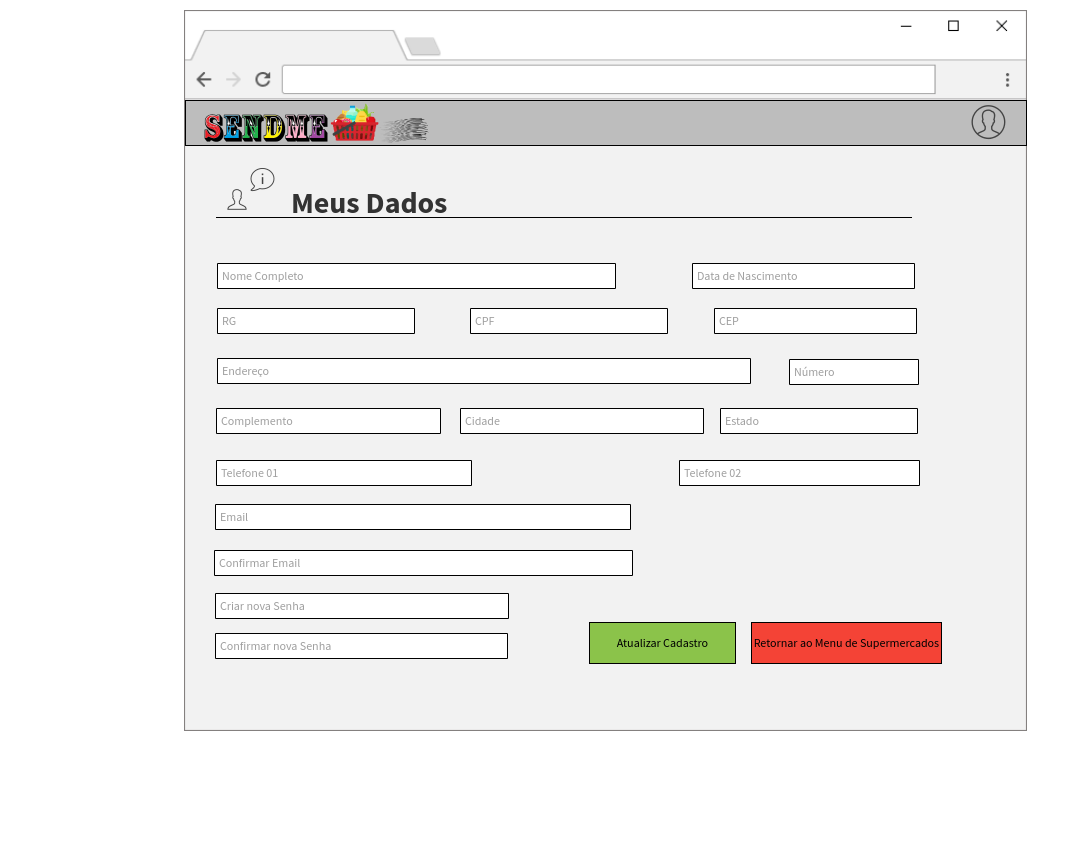 SENDME
i
Meus Dados
Nome Completo
Data de Nascimento
RG
CPF
CEP
Endereço
Número
Complemento
Cidade
Estado
Telefone 01
Telefone 02
Email
Confirmar Email
Criar nova Senha
Confirmar nova Senha
Atualizar Cadastro
Retornar ao Menu de Supermercados